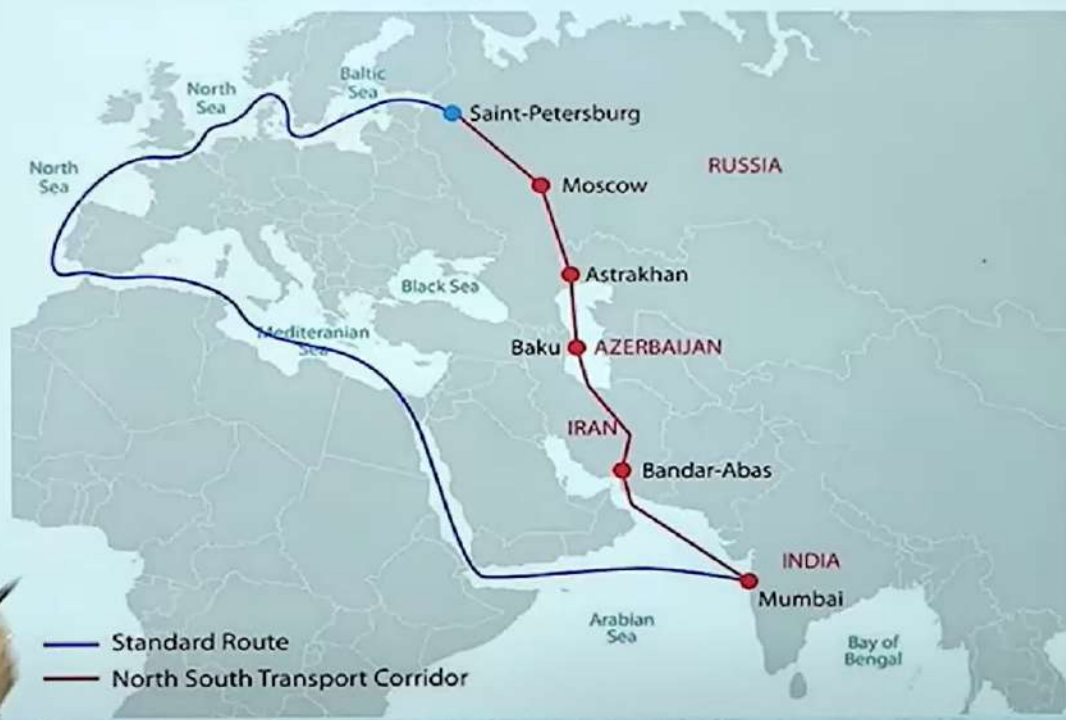 Baltic
Sea
North
Sea
Saint-Petersburg
North
Sea
RUSSIA
Moscow
Astrakhan
Black Sea
Mediteranian
Sea
Baku
AZERBAIJAN
IRAN
Bandar-Abas
INDIA
Mumbai
Arabian
Sea
Bay of
Bengal
Standard Route
North South Transport Corridor